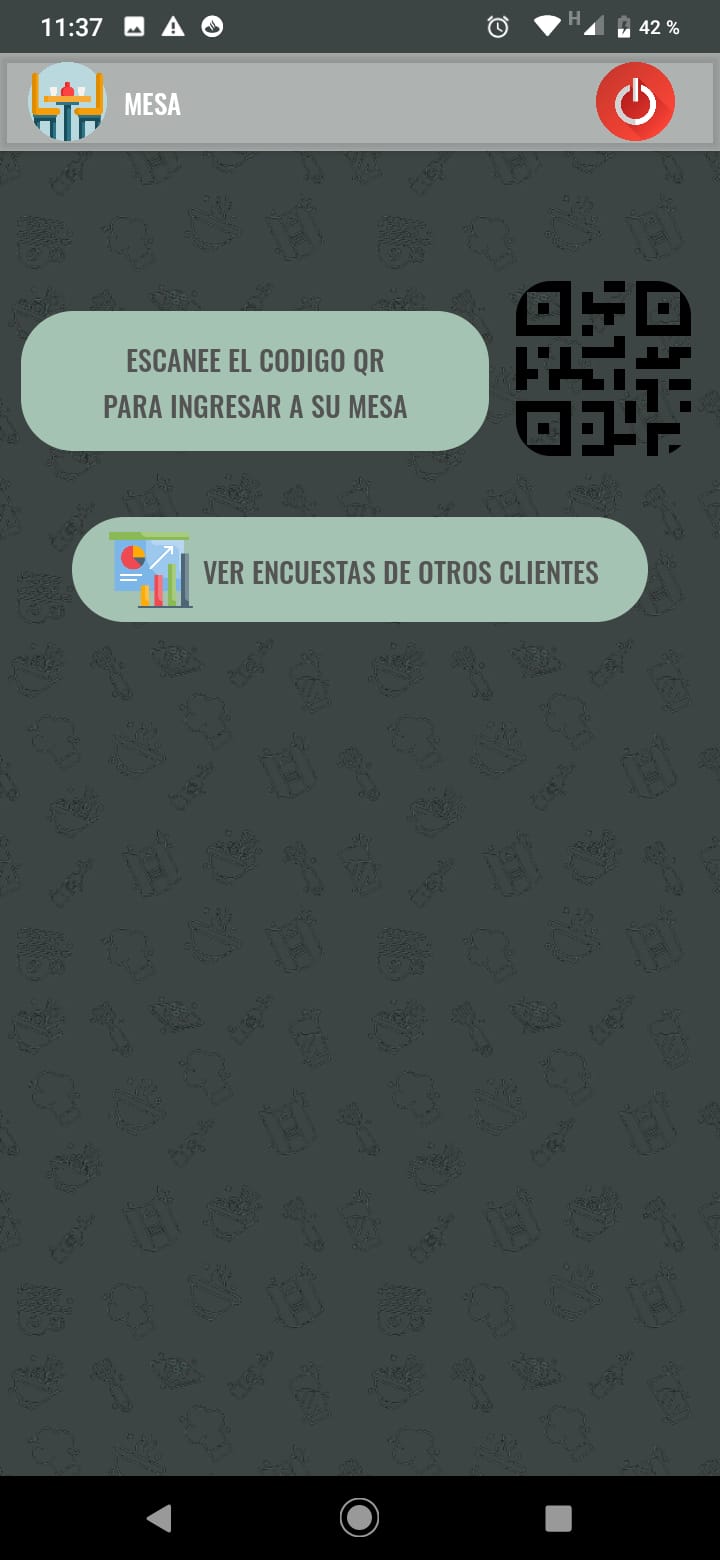 11:37
H
42 %
MESA
ESCANEE EL CODIGO QR
PARA INGRESAR A SU MESA
VER ENCUESTAS DE OTROS CLIENTES